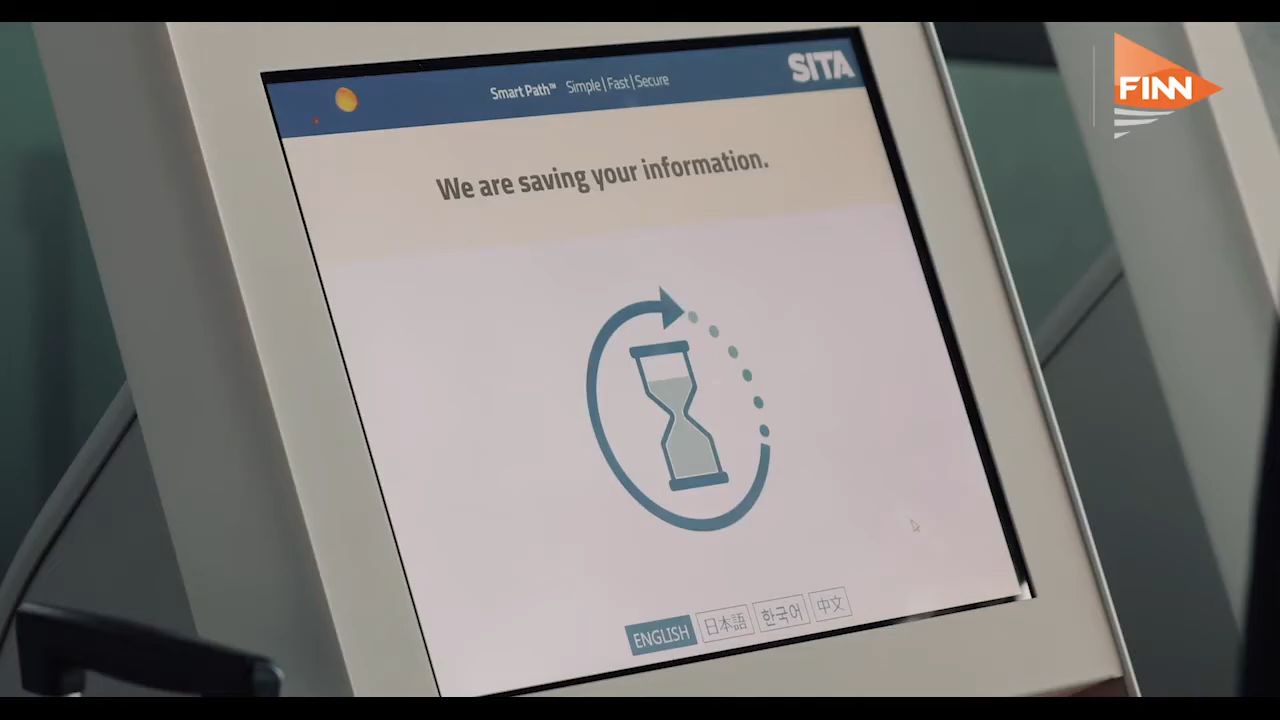 Smart Path™ Simple | Fast | Secure
SITA
FINN
We are saving your information.
ENGLISH 日本語 한국어 中文